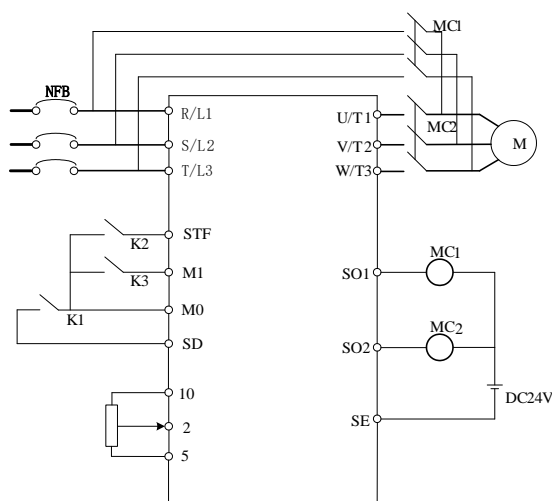 MC1
NFB
R/L1
U/T1
MC2
S/L2
V/T2
M
T/L3
W/T3
STF
K2
M1
K3
SO1
MC1
M0
K1
SD
SO2
MC2
DC24V
10
SE
2
5